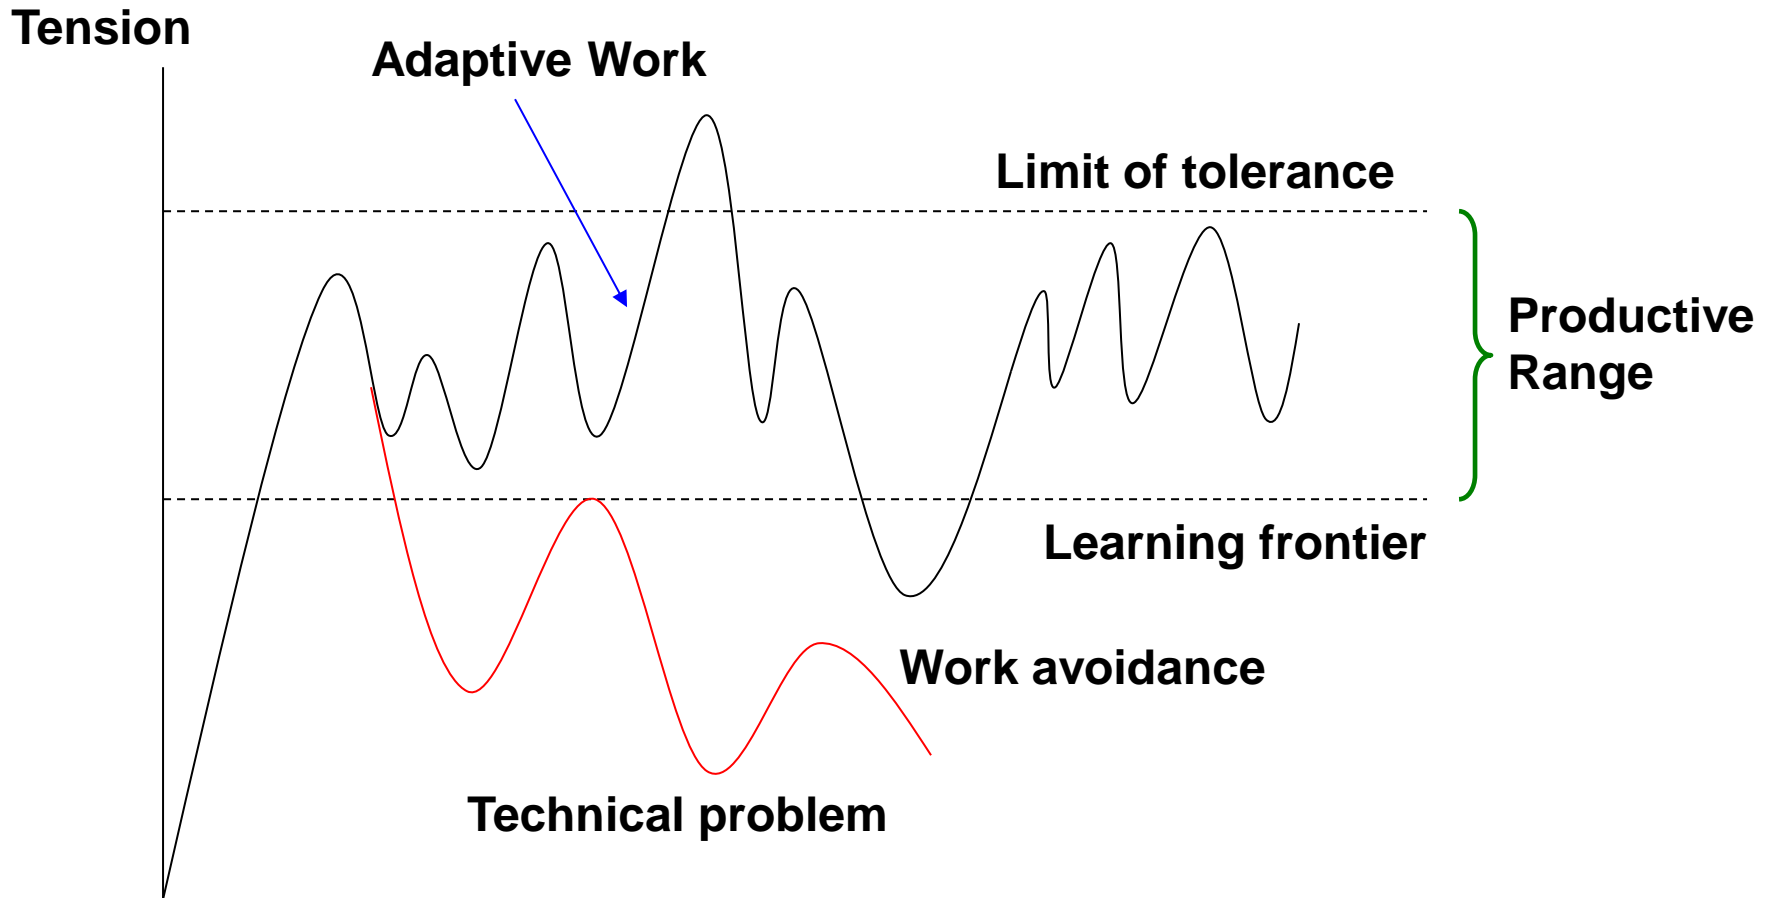 Tension
Adaptive Work
Limit of tolerance
Productive
Range
Learning frontier
Work avoidance
Technical problem